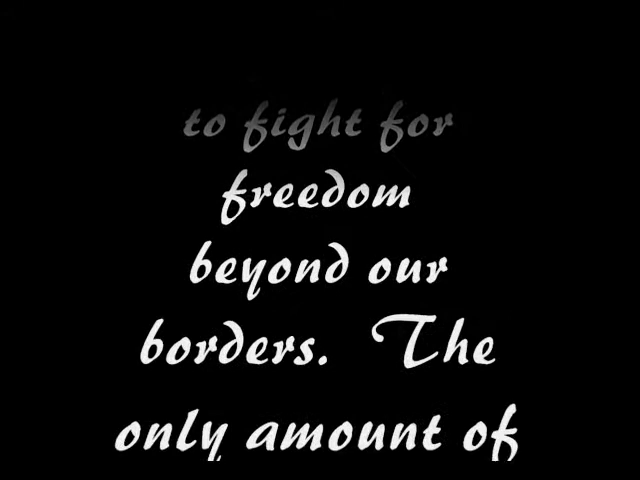 to fight for
freedom
beyond our
borders. The
only amount of